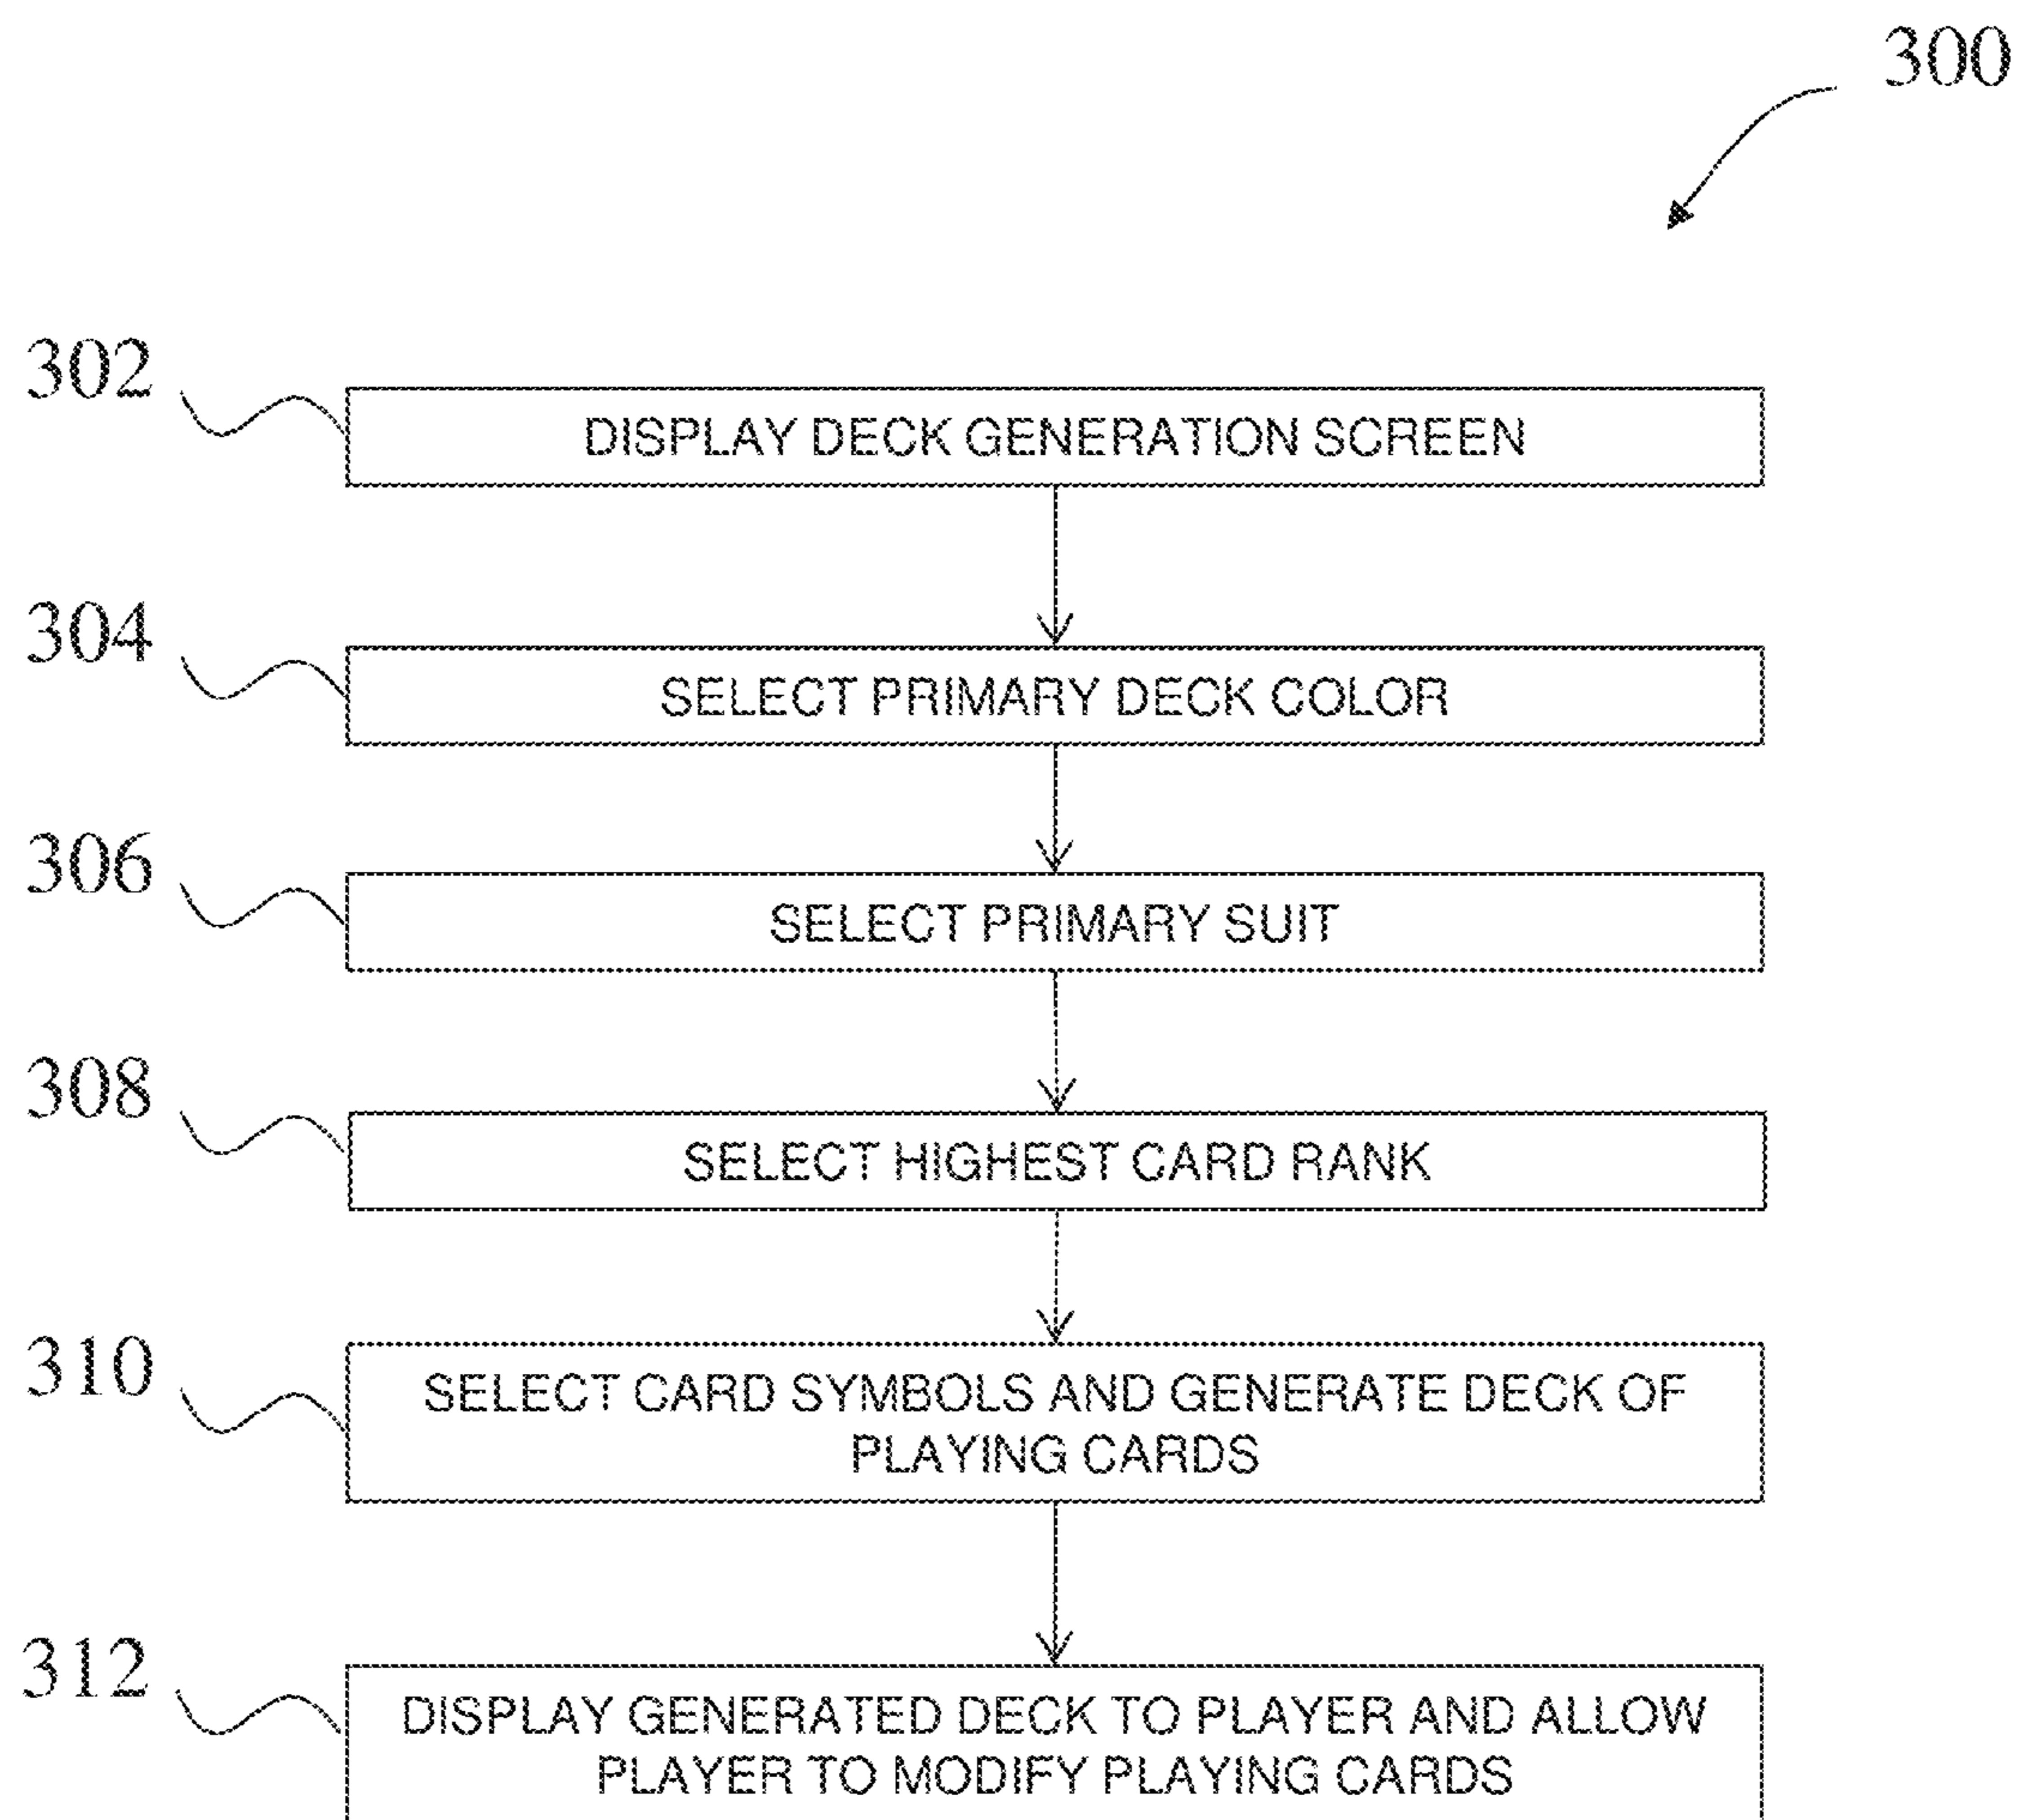 300
302
DISPLAY DECK GENERATION SCREEN
304
SELECT PRIMARY DECK COLOR
306
SELECT PRIMARY SUIT
308
SELECT HIGHEST CARD RANK
310
SELECT CARD SYMBOLS AND GENERATE DECK OF
PLAYING CARDS
312
DISPLAY GENERATED DECK TO PLAYER AND ALLOW
PLAYER TO MODIFY PLAYING CARDS